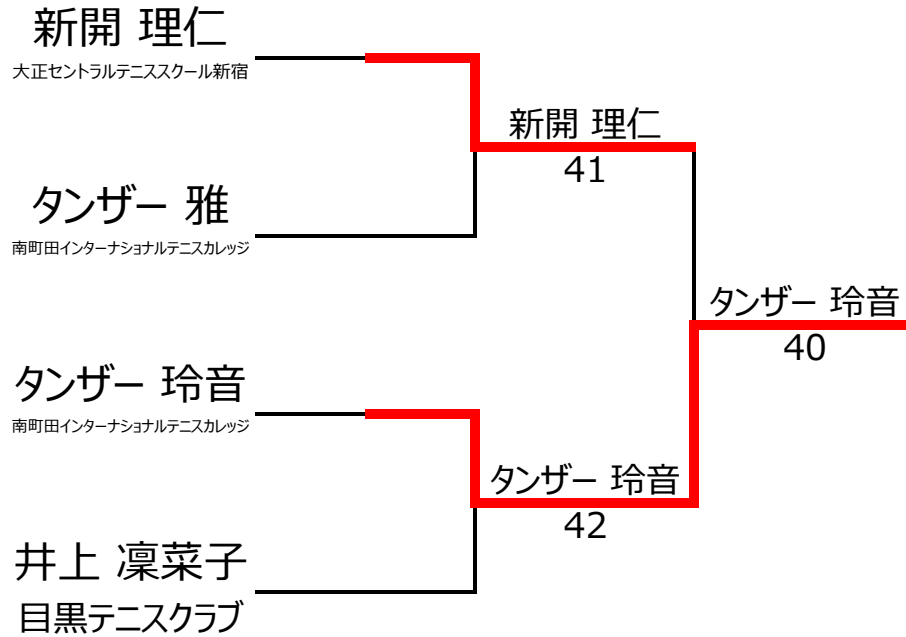 新開 理仁
大正セントラルテニススクール新宿
新開 理仁
41
タンザー 雅
南町田インターナショナルテニスカレッジ
タンザー 玲音
40
タンザー 玲音
南町田インターナショナルテニスカレッジ
タンザー 玲音
42
井上 凜菜子
目黒テニスクラブ